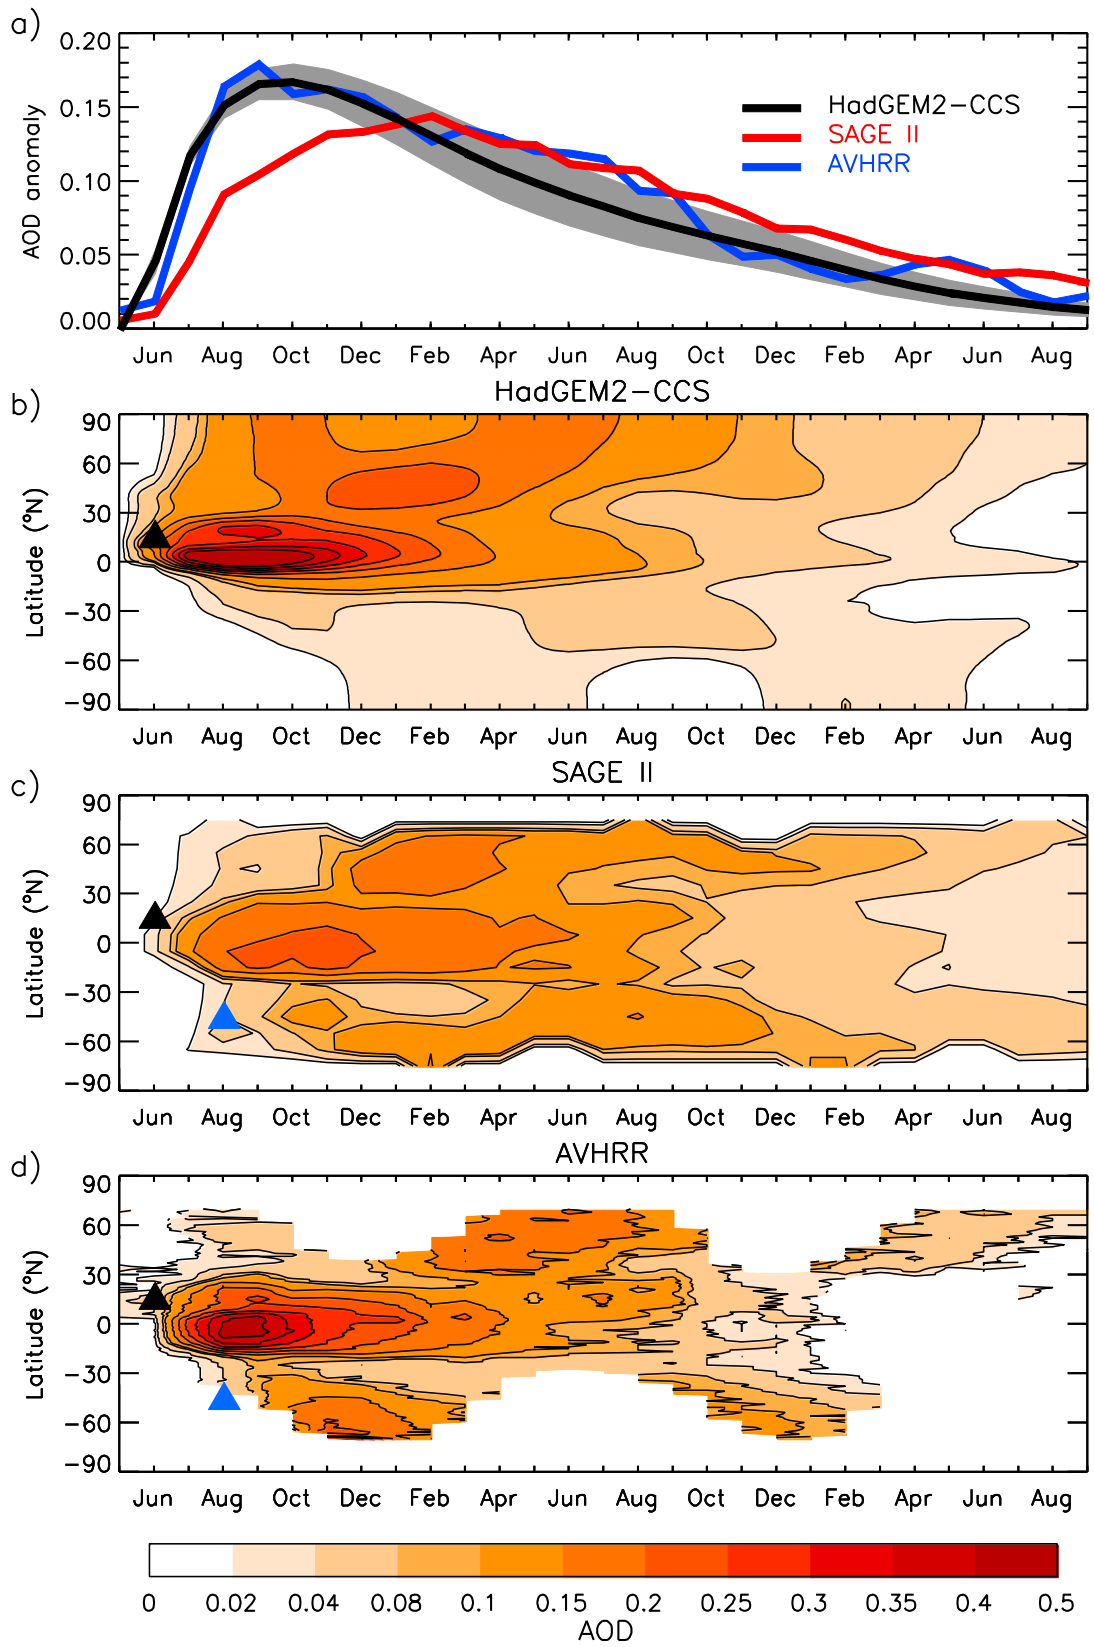 a)
0.20
0.15
0.10
0.05
0.00
AOD anomaly
HadGEM2-CCS
SAGE II
AVHRR
Jun Aug Oct Dec Feb Apr Jun Aug Oct Dec Feb Apr Jun Aug
HadGEM2-CCS
b)
90
60
30
0
-30
-60
-90
Latitude (°N)
Jun Aug Oct Dec Feb Apr Jun Aug Oct Dec Feb Apr Jun Aug
SAGE II
c)
90
60
30
0
-30
-60
-90
Latitude (°N)
Jun Aug Oct Dec Feb Apr Jun Aug Oct Dec Feb Apr Jun Aug
AVHRR
d)
90
60
30
0
-30
-60
-90
Latitude (°N)
Jun Aug Oct Dec Feb Apr Jun Aug Oct Dec Feb Apr Jun Aug
0 0.02 0.04 0.08 0.1 0.15 0.2 0.25 0.3 0.35 0.4 0.5
AOD